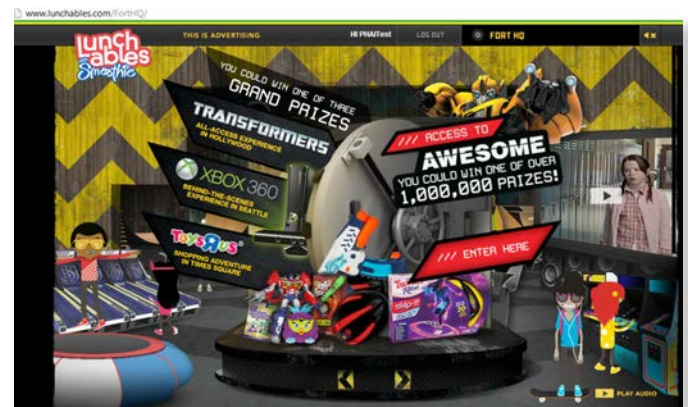 www.lunchables.com/FortHQ/
Lunch
ables
Smoothie
THIS IS ADVERTISING
HI PHAITest
LOG OUT
FORT HQ
YOU COULD WIN ONE OF THREE
GRAND PRIZES
TRANSFORMERS
ALL-ACCESS EXPERIENCE
IN HOLLYWOOD
XBOX 360
BEHIND-THE-SCENES
EXPERIENCE IN SEATTLE
ToysRus
SHOPPING ADVENTURE
IN TIMES SQUARE
/// ACCESS TO
AWESOME
YOU COULD WIN ONE OF OVER
1,000,000 PRIZES!
/// ENTER HERE
PLAY AUDIO